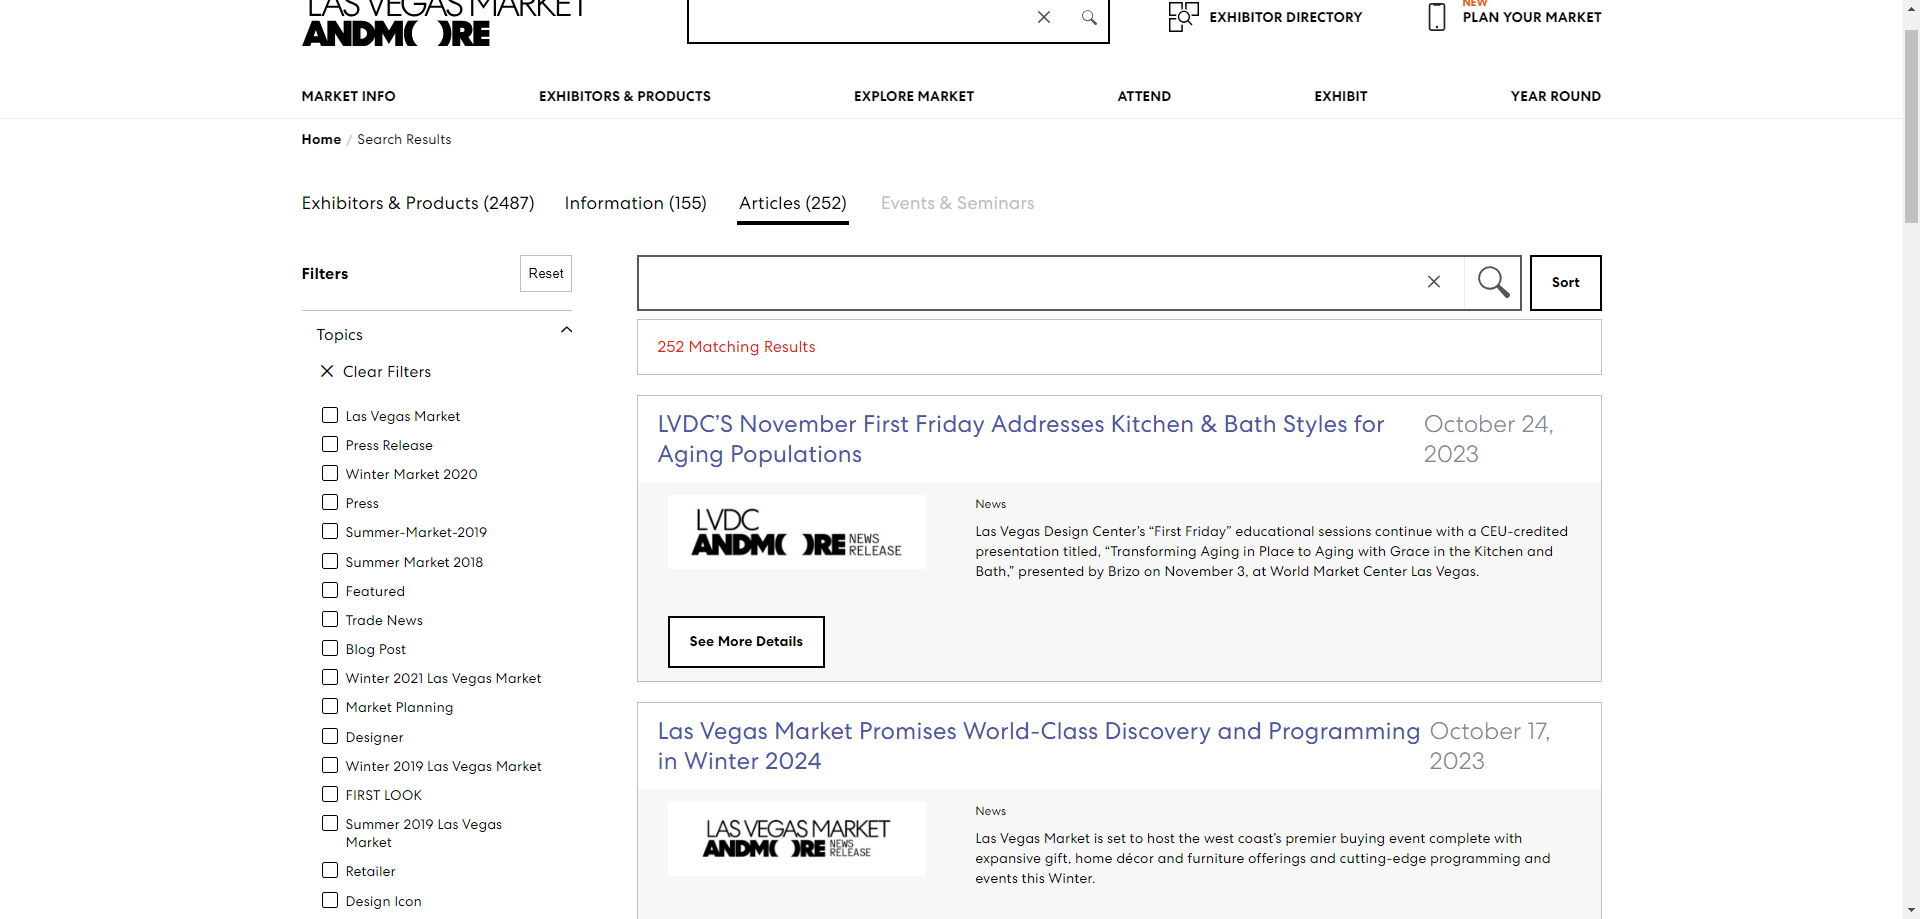 LAS VEGAS MARKET
ANDMORE
EXHIBITOR DIRECTORY
NEW
PLAN YOUR MARKET
MARKET INFO
EXHIBITORS & PRODUCTS
EXPLORE MARKET
ATTEND
EXHIBIT
YEAR ROUND
Home / Search Results
Exhibitors & Products (2487)
Information (155)
Articles (252)
Events & Seminars
Filters
Reset
Topics
Clear Filters
Las Vegas Market
Press Release
Winter Market 2020
Press
Summer-Market-2019
Summer Market 2018
Featured
Trade News
Blog Post
Winter 2021 Las Vegas Market
Market Planning
Designer
Winter 2019 Las Vegas Market
FIRST LOOK
Summer 2019 Las Vegas
Market
Retailer
Design Icon
Sort
252 Matching Results
LVDC’S November First Friday Addresses Kitchen & Bath Styles for
Aging Populations
October 24,
2023
LVDC
ANDMORE NEWS
RELEASE
News
Las Vegas Design Center’s “First Friday” educational sessions continue with a CEU-credited
presentation titled, “Transforming Aging in Place to Aging with Grace in the Kitchen and
Bath,” presented by Brizo on November 3, at World Market Center Las Vegas.
See More Details
Las Vegas Market Promises World-Class Discovery and Programming
in Winter 2024
October 17,
2023
LAS VEGAS MARKET
ANDMORE NEWS
RELEASE
News
Las Vegas Market is set to host the west coast’s premier buying event complete with
expansive gift, home décor and furniture offerings and cutting-edge programming and
events this Winter.